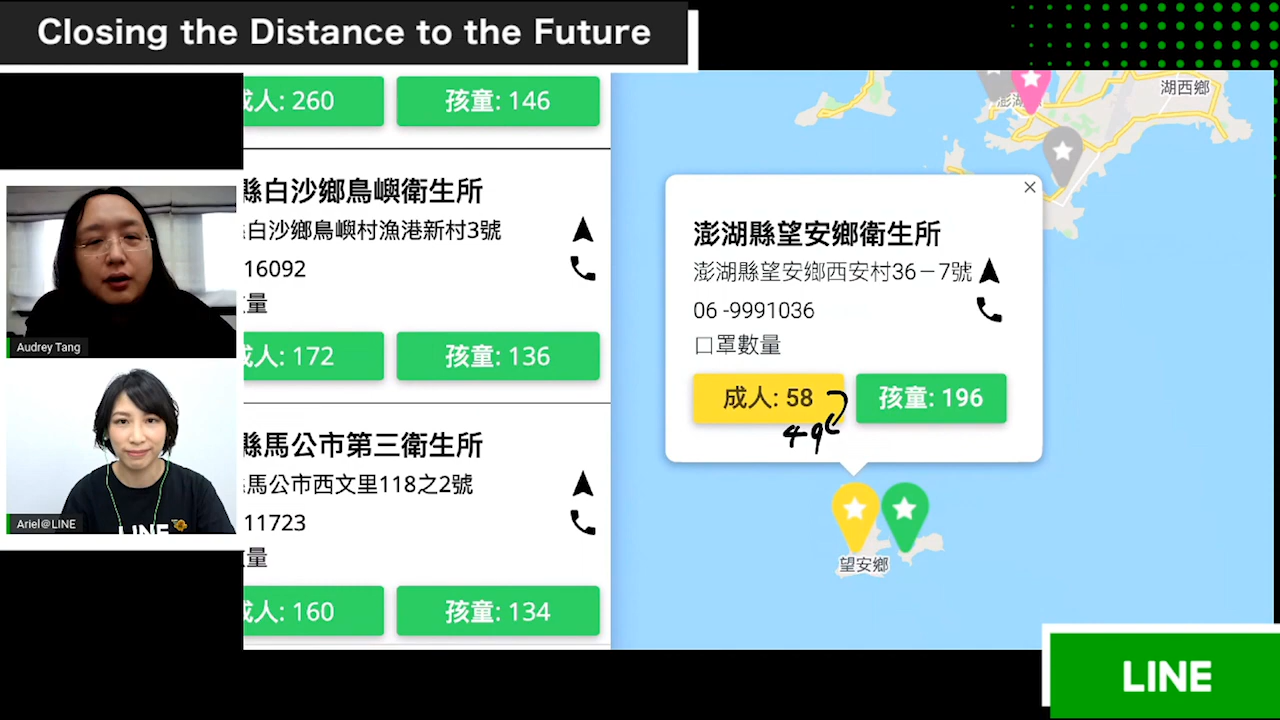 Closing the Distance to the Future
成人: 260
孩童: 146
縣白沙鄉鳥嶼衛生所
白沙鄉鳥嶼村漁港新村3號
16092
量
成人: 172
孩童: 136
縣馬公市第三衛生所
馬公市西文里118之2號
11723
量
成人: 160
孩童: 134
湖西鄉
澎湖縣望安鄉衛生所
澎湖縣望安鄉西安村36－7號
06 -9991036
口罩數量
成人: 58
孩童: 196
49
望安鄉
Audrey Tang
Ariel@LINE
LINE
LINE